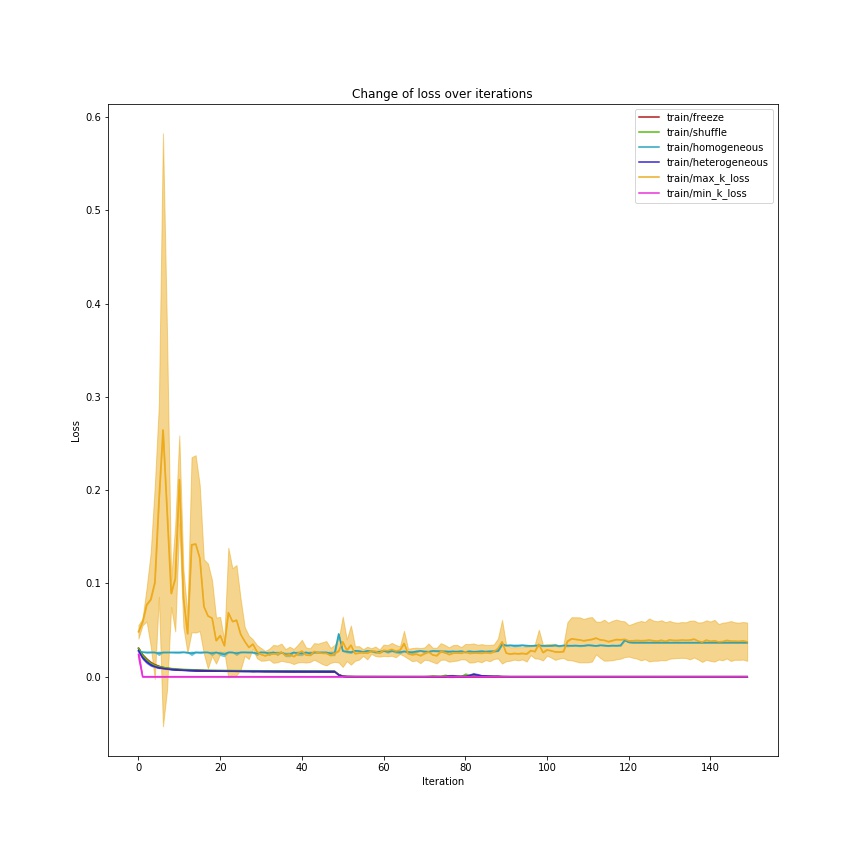 Change of loss over iterations
train/freeze
train/shuffle
train/homogeneous
train/heterogeneous
train/max_k_loss
train/min_k_loss
Loss
0.6
0.5
0.4
0.3
0.2
0.1
0.0
0 20 40 60 80 100 120 140
Iteration